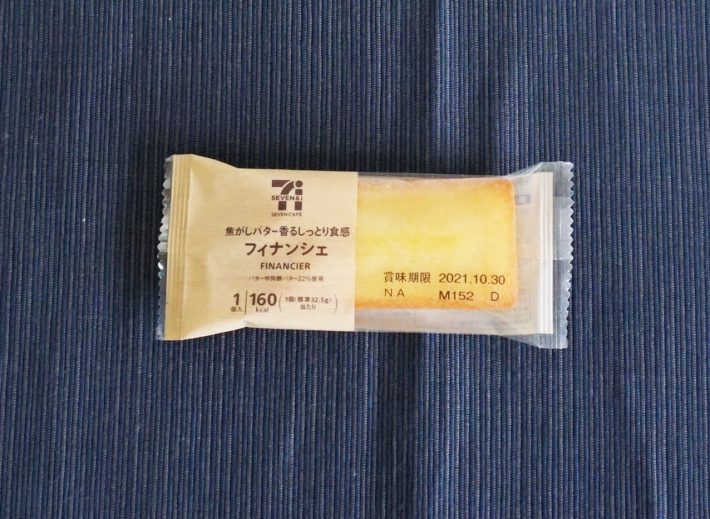 SEVEN&i
SEVEN CAFÉ
焦がしバター香るしっとり食感
フィナンシェ
FINANCIER
バター中発酵バター22%使用
1個入 160kcal (1個(標準32.5g)当たり)
賞味期限 2021.10.30
NA M152 D